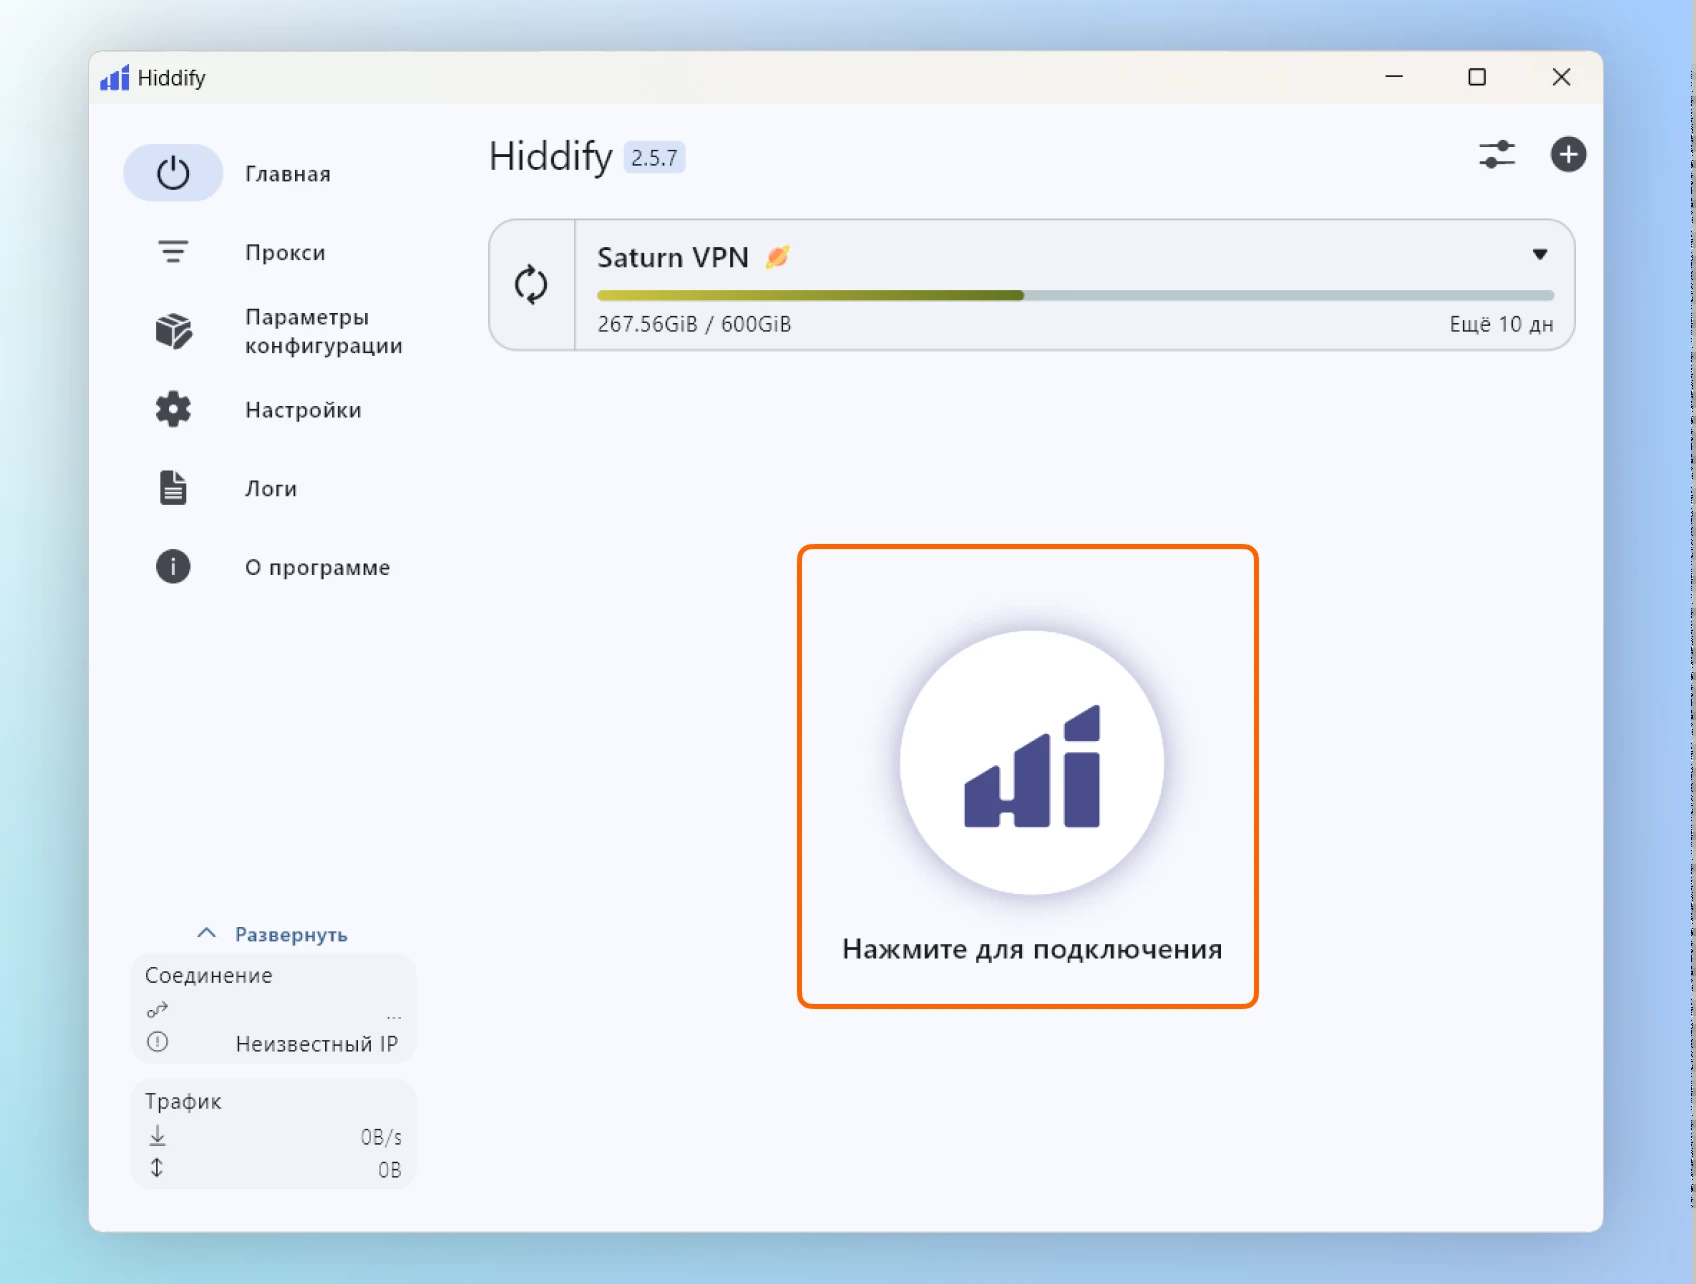 Hiddify
Главная
Прокси
Параметры
конфигурации
Настройки
Логи
О программе
Развернуть
Соединение
...
Неизвестный IP
Трафик
0B/s
0B
Hiddify 2.5.7
Saturn VPN 🪐
267.56GiB / 600GiB Ещё 10 дн
Нажмите для подключения